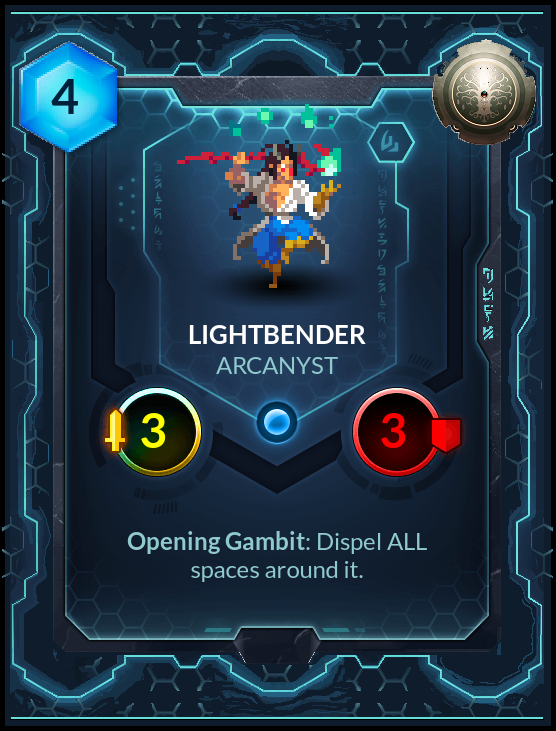 4
LIGHTBENDER
ARCANYST
3
3
Opening Gambit: Dispel ALL
spaces around it.